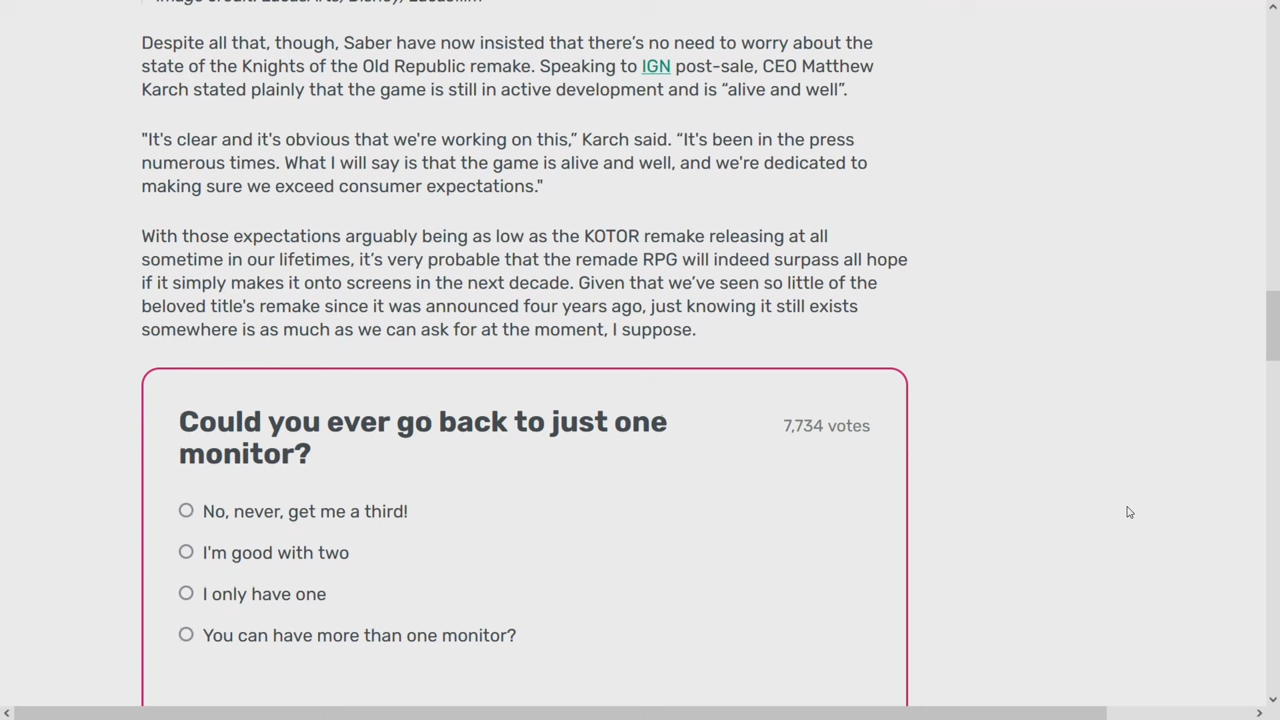 Image credit: LucasArts, Disney, Lucasfilm
Despite all that, though, Saber have now insisted that there’s no need to worry about the
state of the Knights of the Old Republic remake. Speaking to IGN post-sale, CEO Matthew
Karch stated plainly that the game is still in active development and is “alive and well”.
"It's clear and it's obvious that we're working on this,” Karch said. “It's been in the press
numerous times. What I will say is that the game is alive and well, and we're dedicated to
making sure we exceed consumer expectations."
With those expectations arguably being as low as the KOTOR remake releasing at all
sometime in our lifetimes, it’s very probable that the remade RPG will indeed surpass all hope
if it simply makes it onto screens in the next decade. Given that we’ve seen so little of the
beloved title's remake since it was announced four years ago, just knowing it still exists
somewhere is as much as we can ask for at the moment, I suppose.
Could you ever go back to just one
monitor?
7,734 votes
No, never, get me a third!
I'm good with two
I only have one
You can have more than one monitor?